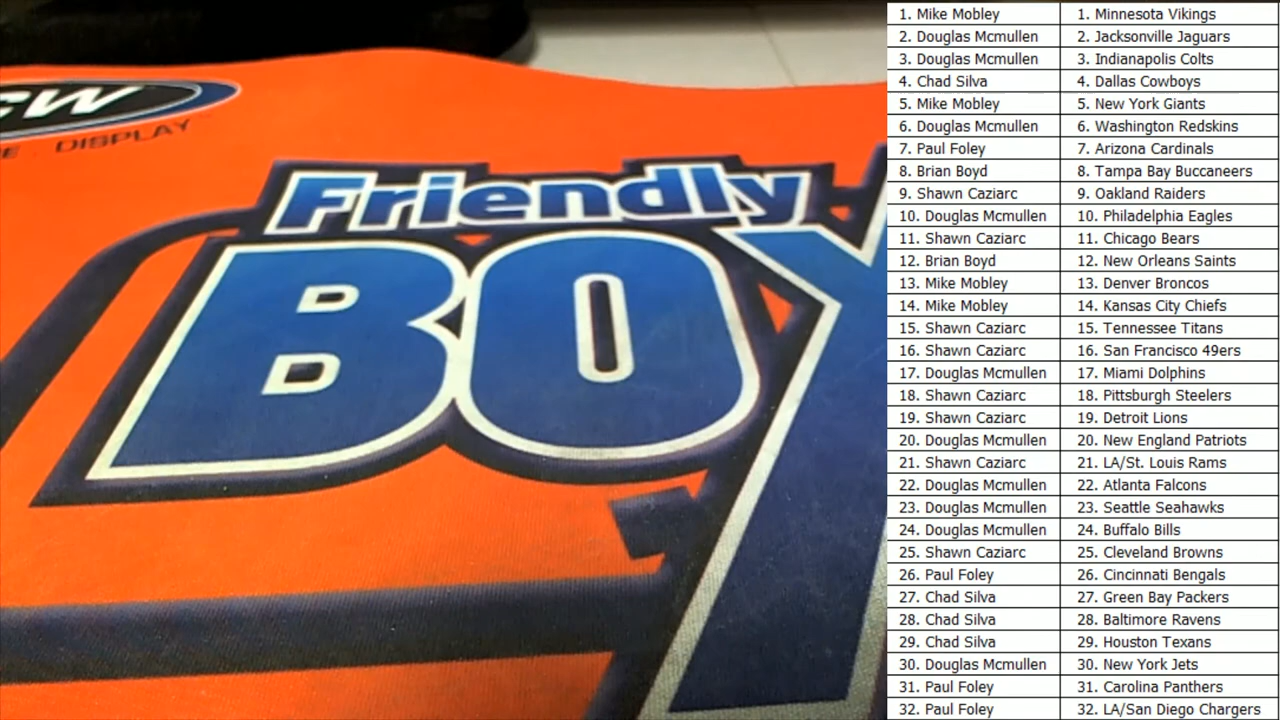 CW
E DISPLAY
Friendly
BOY
1. Mike Mobley 1. Minnesota Vikings
2. Douglas Mcmullen 2. Jacksonville Jaguars
3. Douglas Mcmullen 3. Indianapolis Colts
4. Chad Silva 4. Dallas Cowboys
5. Mike Mobley 5. New York Giants
6. Douglas Mcmullen 6. Washington Redskins
7. Paul Foley 7. Arizona Cardinals
8. Brian Boyd 8. Tampa Bay Buccaneers
9. Shawn Caziarc 9. Oakland Raiders
10. Douglas Mcmullen 10. Philadelphia Eagles
11. Shawn Caziarc 11. Chicago Bears
12. Brian Boyd 12. New Orleans Saints
13. Mike Mobley 13. Denver Broncos
14. Mike Mobley 14. Kansas City Chiefs
15. Shawn Caziarc 15. Tennessee Titans
16. Shawn Caziarc 16. San Francisco 49ers
17. Douglas Mcmullen 17. Miami Dolphins
18. Shawn Caziarc 18. Pittsburgh Steelers
19. Shawn Caziarc 19. Detroit Lions
20. Douglas Mcmullen 20. New England Patriots
21. Shawn Caziarc 21. LA/St. Louis Rams
22. Douglas Mcmullen 22. Atlanta Falcons
23. Douglas Mcmullen 23. Seattle Seahawks
24. Douglas Mcmullen 24. Buffalo Bills
25. Shawn Caziarc 25. Cleveland Browns
26. Paul Foley 26. Cincinnati Bengals
27. Chad Silva 27. Green Bay Packers
28. Chad Silva 28. Baltimore Ravens
29. Chad Silva 29. Houston Texans
30. Douglas Mcmullen 30. New York Jets
31. Paul Foley 31. Carolina Panthers
32. Paul Foley 32. LA/San Diego Chargers